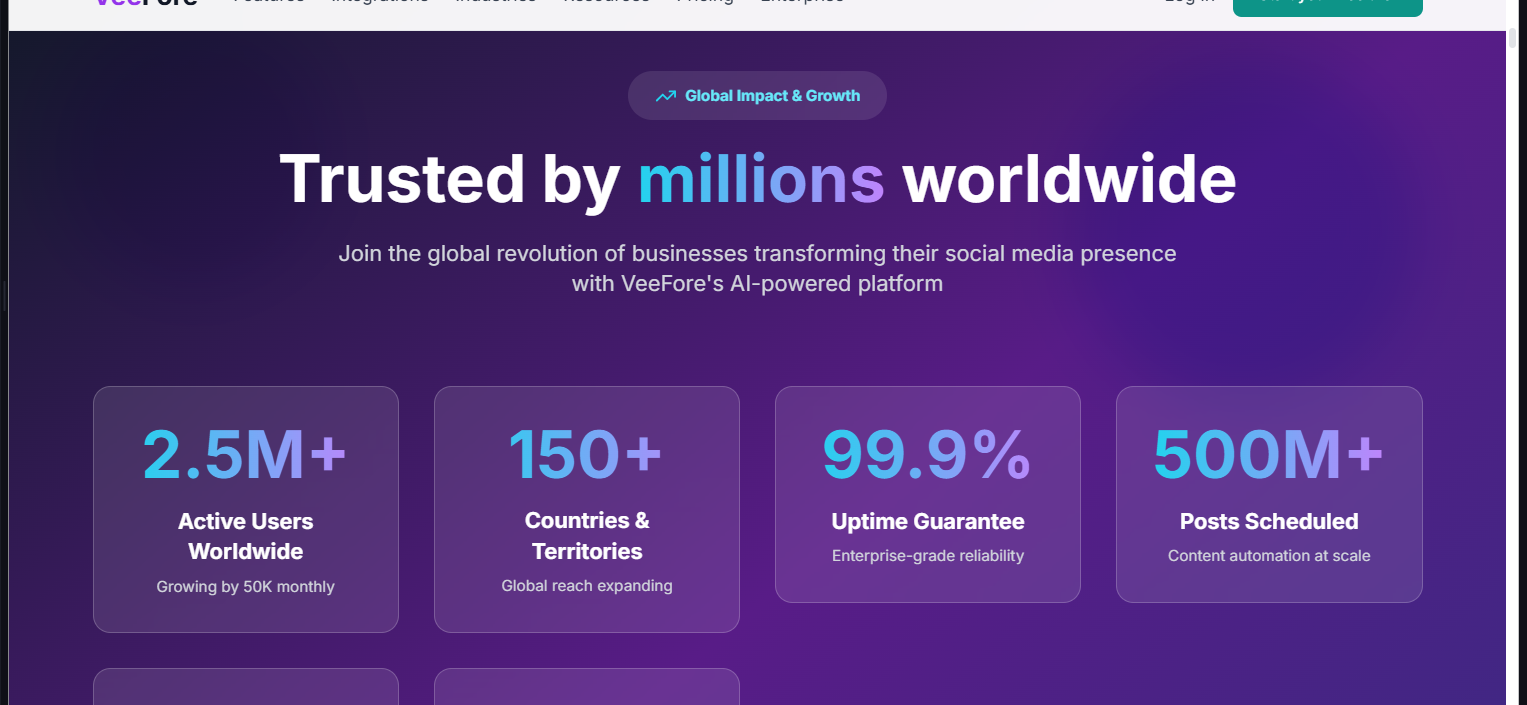 VeeFore Features Integrations Industries Resources Pricing Enterprise Log In
Global Impact & Growth
Trusted by millions worldwide
Join the global revolution of businesses transforming their social media presence
with VeeFore's AI-powered platform
2.5M+
Active Users
Worldwide
Growing by 50K monthly
150+
Countries &
Territories
Global reach expanding
99.9%
Uptime Guarantee
Enterprise-grade reliability
500M+
Posts Scheduled
Content automation at scale